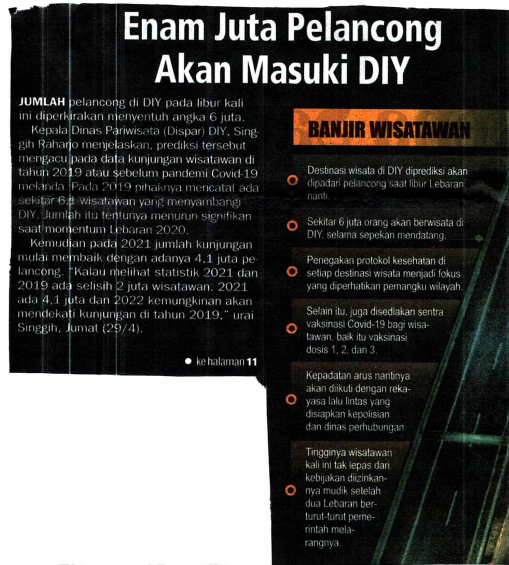 Enam Juta Pelancong
Akan Masuki DIY
JUMLAH pelancong di DIY pada libur kali
ini diperkirakan menyentuh angka 6 juta.
Kepala Dinas Pariwisata (Dispar) DIY, Sing-
gih Raharjo menjelaskan, prediksi tersebut
mengacu pada data kunjungan wisatawan di
tahun 2019 atau sebelum pandemi Covid-19
melanda. Pada 2019 pihaknya mencatat ada
sekitar 6,1 wisatawan yang menyambangi
DIY. Jumlah itu tentunya menurun signifikan
saat momentum Lebaran 2020.
Kemudian pada 2021 jumlah kunjungan
mulai membaik dengan adanya 4,1 juta pe-
lancong. "Kalau melihat statistik 2021 dan
2019 ada selisih 2 juta wisatawan. 2021
ada 4,1 juta dan 2022 kemungkinan akan
mendekati kunjungan di tahun 2019," urai
Singgih, Jumat (29/4).
● ke halaman 11
BANJIR WISATAWAN
Destinasi wisata di DIY diprediksi akan
dipadari pelancong saat libur Lebaran
nanti.
Sekitar 6 juta orang akan berwisata di
DIY, selama sepekan mendatang.
Penegakan protokol kesehatan di
setiap destinasi wisata menjadi fokus
yang diperhatikan pemangku wilayah.
Selain itu, juga disediakan sentra
vaksinasi Covid-19 bagi wisa-
tawan, baik itu vaksinasi
dosis 1, 2, dan 3.
Kepadatan arus nantinya
akan diikuti dengan reka-
yasa lalu lintas yang
disiapkan kepolisian
dan dinas perhubungan.
Tingginya wisatawan
kali ini tak lepas dari
kebijakan diizinkan-
nya mudik setelah
dua Lebaran ber-
turut-turut peme-
rintah mela-
rangnya.